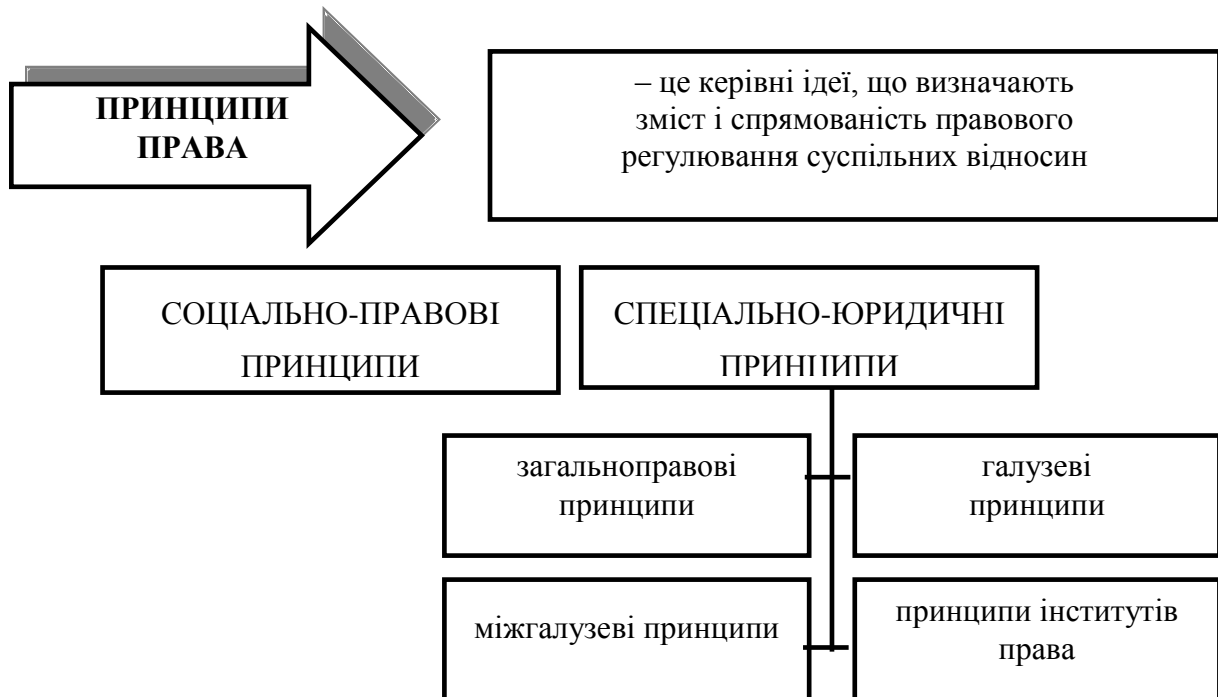 ПРИНЦИПИ
ПРАВА
– це керівні ідеї, що визначають
зміст і спрямованість правового
регулювання суспільних відносин
СОЦІАЛЬНО-ПРАВОВІ
ПРИНЦИПИ
СПЕЦІАЛЬНО-ЮРИДИЧНІ
ПРИНЦИПИ
загальноправові
принципи
галузеві
принципи
міжгалузеві принципи
принципи інститутів
права